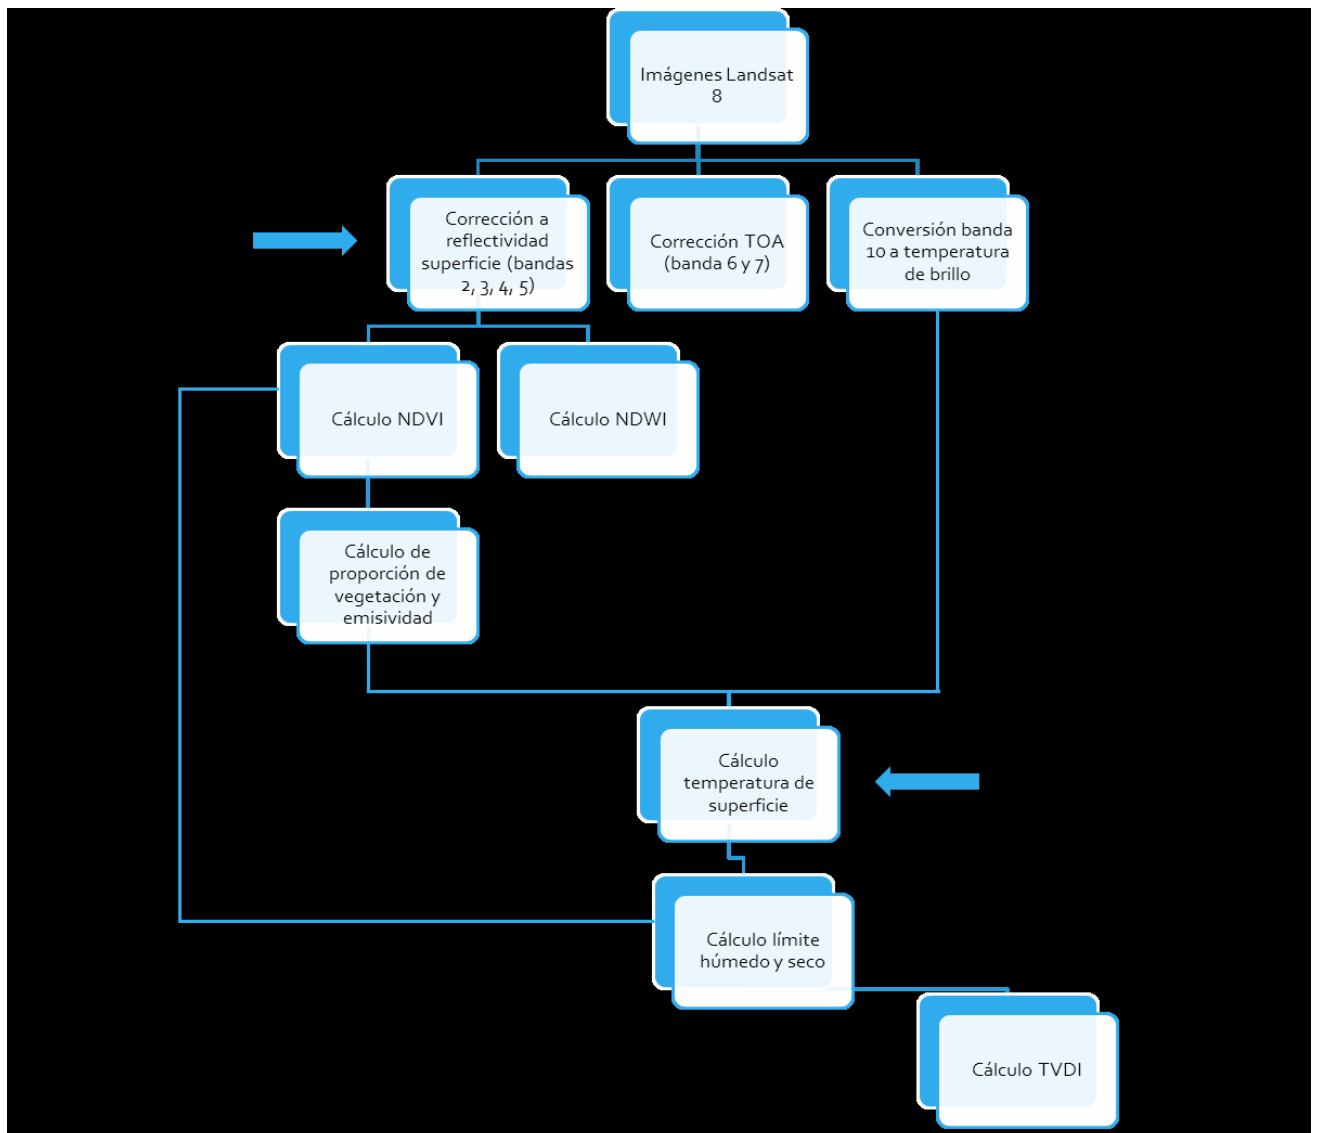 Imágenes Landsat
8
Corrección a
reflectividad
superficie (bandas
2, 3, 4, 5)
Corrección TOA
(banda 6 y 7)
Conversión banda
10 a temperatura
de brillo
Cálculo NDVI
Cálculo NDWI
Cálculo de
proporción de
vegetación y
emisividad
Cálculo
temperatura de
superficie
Cálculo límite
húmedo y seco
Cálculo TVDI